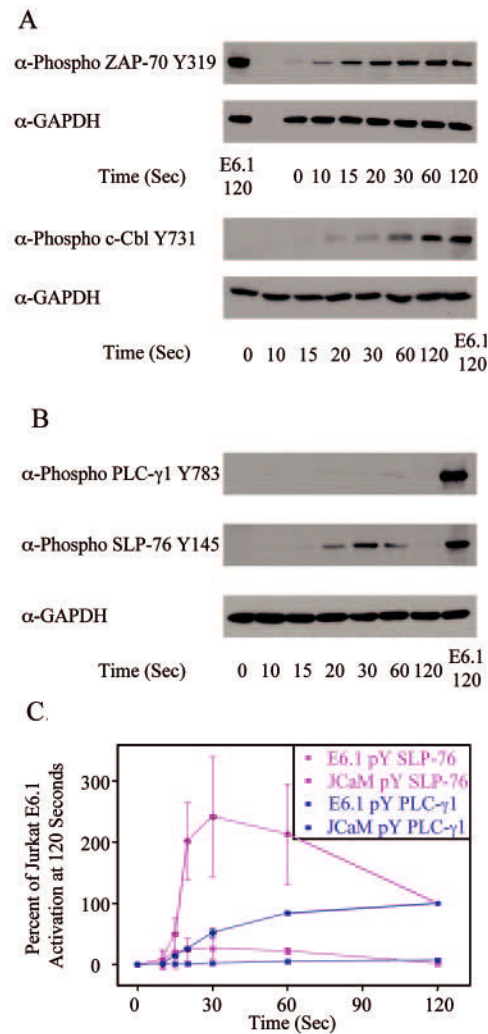 A
α-Phospho ZAP-70 Y319
α-GAPDH
Time (Sec) E6.1 120 0 10 15 20 30 60 120
α-Phospho c-Cbl Y731
α-GAPDH
Time (Sec) 0 10 15 20 30 60 120 E6.1 120
B
α-Phospho PLC-γ1 Y783
α-Phospho SLP-76 Y145
α-GAPDH
Time (Sec) 0 10 15 20 30 60 120 E6.1 120
C.
E6.1 pY SLP-76
JCaM pY SLP-76
E6.1 pY PLC-γ1
JCaM pY PLC-γ1
Percent of Jurkat E6.1
Activation at 120 Seconds
300
200
100
0
0 30 60 90 120
Time (Sec)